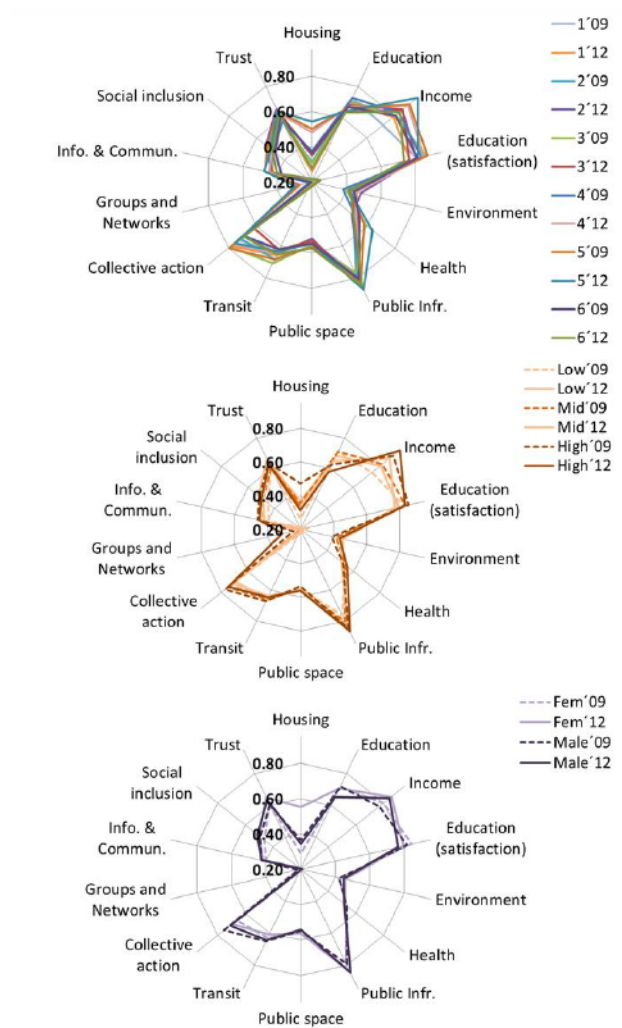 Housing
Trust
Education
0.80
Social inclusion
Income
0.60
Info. & Commun.
0.40
Education
(satisfaction)
0.20
Groups and
Networks
Environment
Collective action
Health
Transit
Public Infr.
Public space
1´09
1´12
2´09
2´12
3´09
3´12
4´09
4´12
5´09
5´12
6´09
6´12
Housing
Trust
Education
0.80
Social
inclusion
Income
0.60
Info. &
Commun.
0.40
Education
(satisfaction)
0.20
Groups and
Networks
Environment
Collective
action
Health
Transit
Public Infr.
Public space
Low´09
Low´12
Mid´09
Mid´12
High´09
High´12
Housing
Trust
Education
0.80
Social
inclusion
Income
0.60
Info. &
Commun.
0.40
Education
(satisfaction)
0.20
Groups and
Networks
Environment
Collective
action
Health
Transit
Public Infr.
Public space
Fem´09
Fem´12
Male´09
Male´12